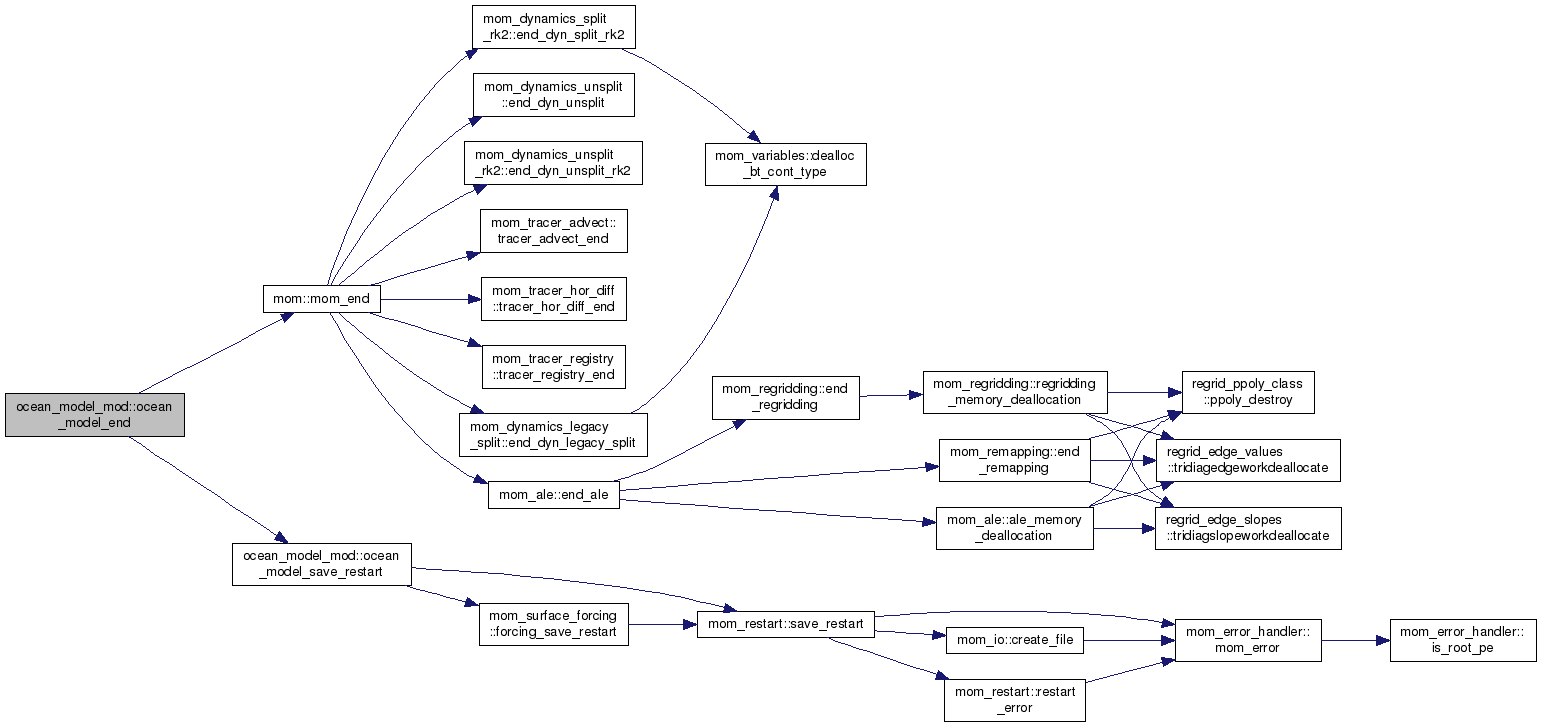 mom_dynamics_split
_rk2::end_dyn_split_rk2
mom_dynamics_unsplit
::end_dyn_unsplit
mom_variables::dealloc
_bt_cont_type
mom_dynamics_unsplit
_rk2::end_dyn_unsplit_rk2
mom_tracer_advect::
tracer_advect_end
mom::mom_end
mom_tracer_hor_diff
::tracer_hor_diff_end
mom_tracer_registry
::tracer_registry_end
ocean_model_mod::ocean
_model_end
mom_regridding::end
_regridding
mom_regridding::regridding
_memory_deallocation
regrid_ppoly_class
::ppoly_destroy
mom_dynamics_legacy
_split::end_dyn_legacy_split
mom_remapping::end
_remapping
regrid_edge_values
::tridiagedgeworkdeallocate
mom_ale::end_ale
mom_ale::ale_memory
_deallocation
regrid_edge_slopes
::tridiagslopeworkdeallocate
ocean_model_mod::ocean
_model_save_restart
mom_surface_forcing
::forcing_save_restart
mom_restart::save_restart
mom_io::create_file
mom_error_handler::
mom_error
mom_error_handler::
is_root_pe
mom_restart::restart
_error